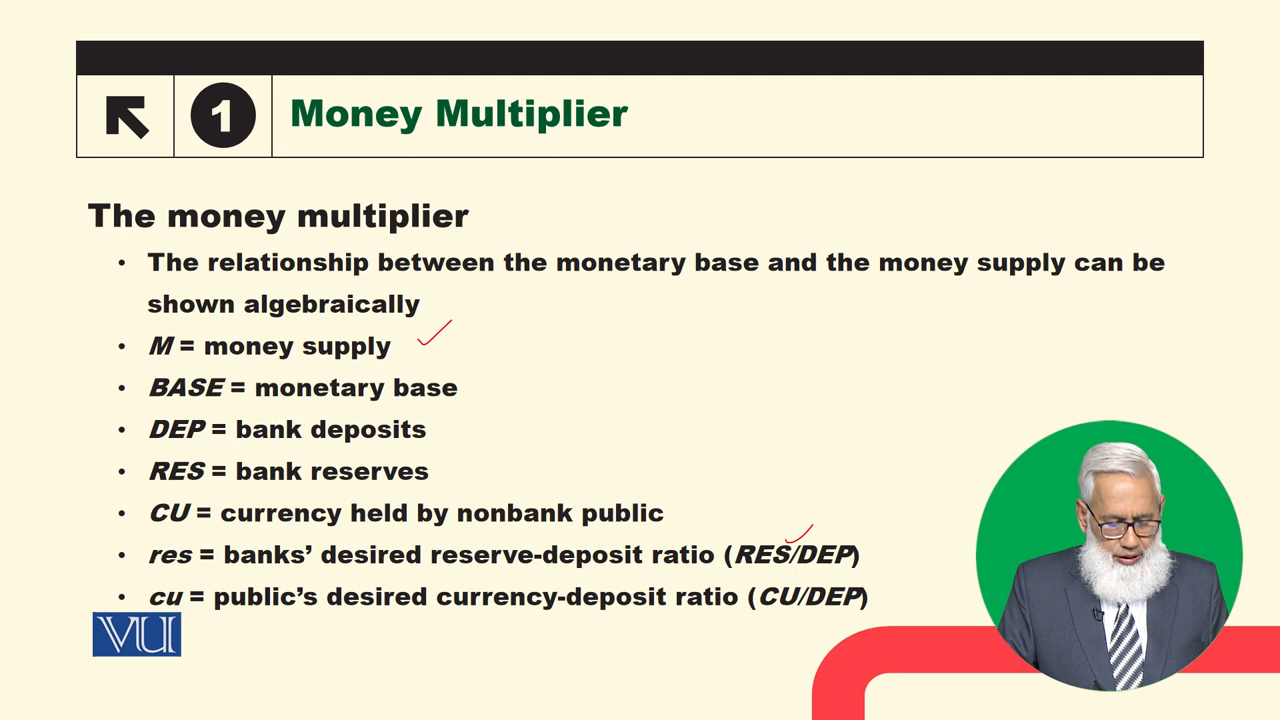 1
Money Multiplier
The money multiplier
• The relationship between the monetary base and the money supply can be
shown algebraically
• M = money supply
• BASE = monetary base
• DEP = bank deposits
• RES = bank reserves
• CU = currency held by nonbank public
• res = banks’ desired reserve-deposit ratio (RES/DEP)
• cu = public’s desired currency-deposit ratio (CU/DEP)
VU